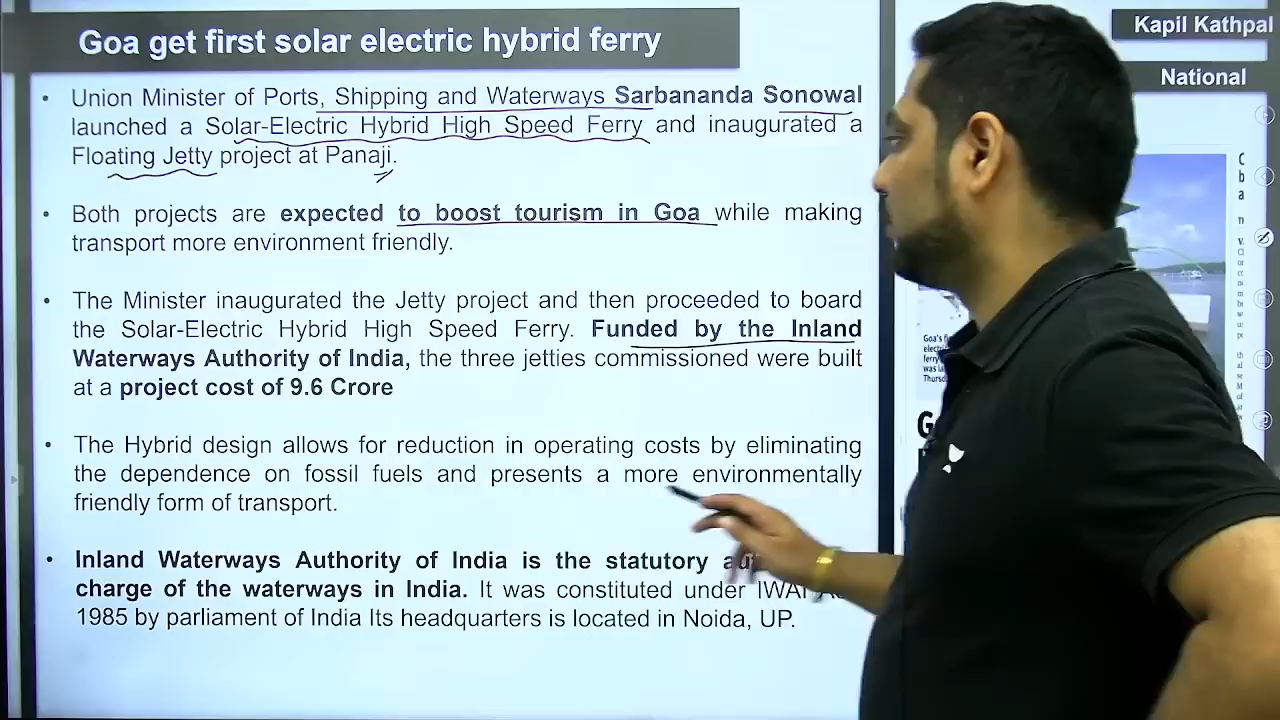 Goa get first solar electric hybrid ferry
Kapil Kathpal
National
• Union Minister of Ports, Shipping and Waterways Sarbananda Sonowal
launched a Solar-Electric Hybrid High Speed Ferry and inaugurated a
Floating Jetty project at Panaji.
• Both projects are expected to boost tourism in Goa while making
transport more environment friendly.
• The Minister inaugurated the Jetty project and then proceeded to board
the Solar-Electric Hybrid High Speed Ferry. Funded by the Inland
Waterways Authority of India, the three jetties commissioned were built
at a project cost of 9.6 Crore
• The Hybrid design allows for reduction in operating costs by eliminating
the dependence on fossil fuels and presents a more environmentally
friendly form of transport.
• Inland Waterways Authority of India is the statutory
charge of the waterways in India. It was constituted under IWAI
1985 by parliament of India Its headquarters is located in Noida, UP.
Goa's
ferry
was